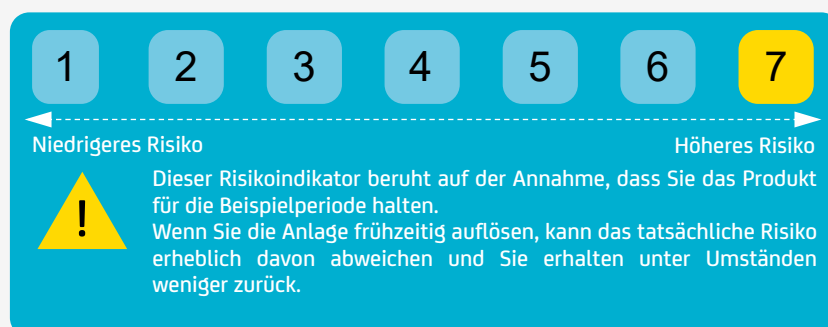 1 2 3 4 5 6 7
Niedrigeres Risiko Höheres Risiko
! Dieser Risikoindikator beruht auf der Annahme, dass Sie das Produkt
für die Beispielperiode halten.
Wenn Sie die Anlage frühzeitig auflösen, kann das tatsächliche Risiko
erheblich davon abweichen und Sie erhalten unter Umständen
weniger zurück.